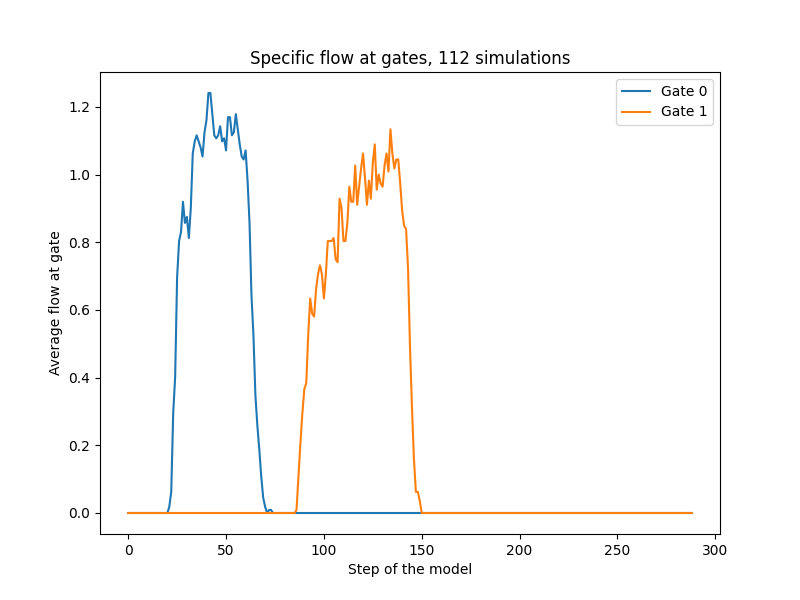 Specific flow at gates, 112 simulations
Gate 0
Gate 1
Average flow at gate
1.2
1.0
0.8
0.6
0.4
0.2
0.0
0
50
100
150
200
250
300
Step of the model